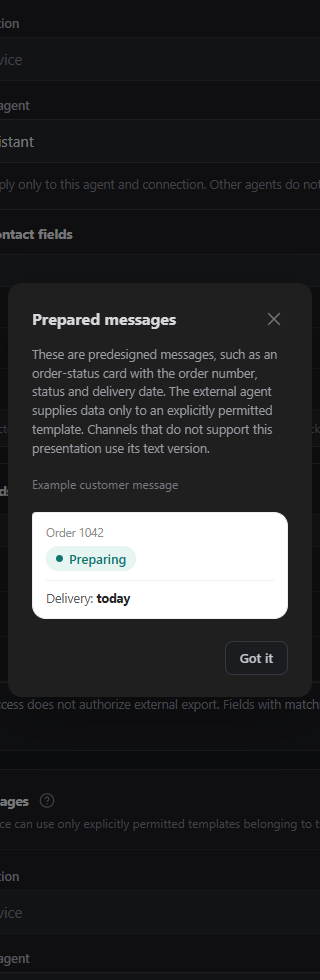 tion
vice
agent
istant
ply only to this agent and connection. Other agents do not
ontact fields
Prepared messages
These are predesigned messages, such as an
order-status card with the order number,
status and delivery date. The external agent
supplies data only to an explicitly permitted
template. Channels that do not support this
presentation use its text version.
Example customer message
Order 1042
Preparing
Delivery: today
Got it
cess does not authorize external export. Fields with match
ages
ce can use only explicitly permitted templates belonging to t
tion
vice
agent